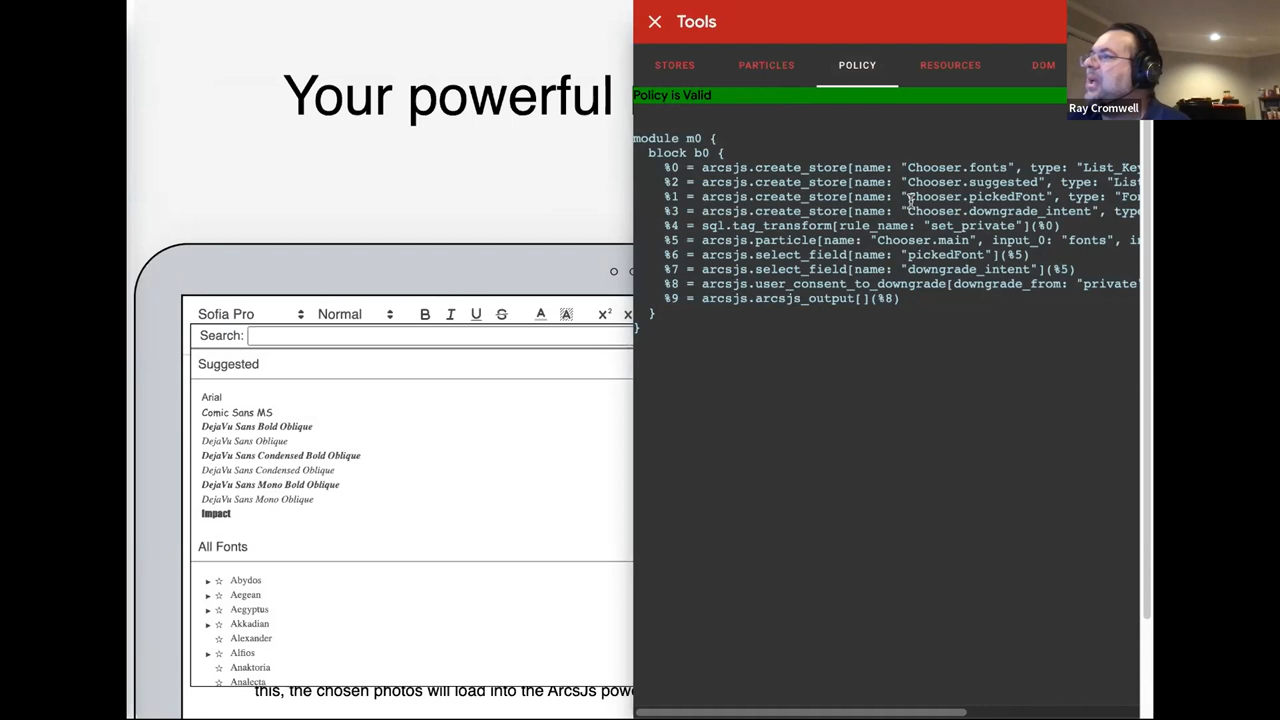 Your powerful
Sofia Pro
Normal
B I U S A A x² x
Search:
Suggested
Arial
Comic Sans MS
DejaVu Sans Bold Oblique
DejaVu Sans Oblique
DejaVu Sans Condensed Bold Oblique
DejaVu Sans Condensed Oblique
DejaVu Sans Mono Bold Oblique
DejaVu Sans Mono Oblique
Impact
All Fonts
Abydos
Aegean
Aegyptus
Akkadian
Alexander
Alfios
Anaktoria
Analecta
this, the chosen photos will load into the ArcsJs powe
Tools
STORES PARTICLES POLICY RESOURCES DOM
Policy is Valid
module m0 {
block b0 {
%0 = arcsjs.create_store[name: "Chooser.fonts", type: "List_Key
%2 = arcsjs.create_store[name: "Chooser.suggested", type: "List
%1 = arcsjs.create_store[name: "Chooser.pickedFont", type: "Fon
%3 = arcsjs.create_store[name: "Chooser.downgrade_intent", type
%4 = sql.tag_transform[rule_name: "set_private"](%0)
%5 = arcsjs.particle[name: "Chooser.main", input_0: "fonts", in
%6 = arcsjs.select_field[name: "pickedFont"](%5)
%7 = arcsjs.select_field[name: "downgrade_intent"](%5)
%8 = arcsjs.user_consent_to_downgrade[downgrade_from: "private"
%9 = arcsjs.arcsjs_output[](%8)
}
}
Ray Cromwell